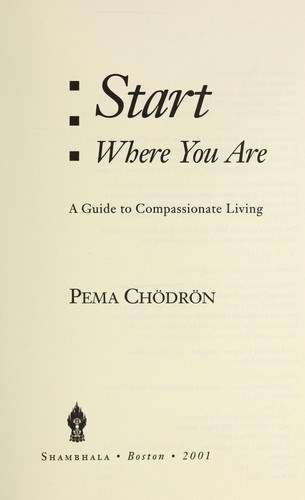 Start
Where You Are
A Guide to Compassionate Living
PEMA CHÖDRÖN
SHAMBHALA • Boston • 2001